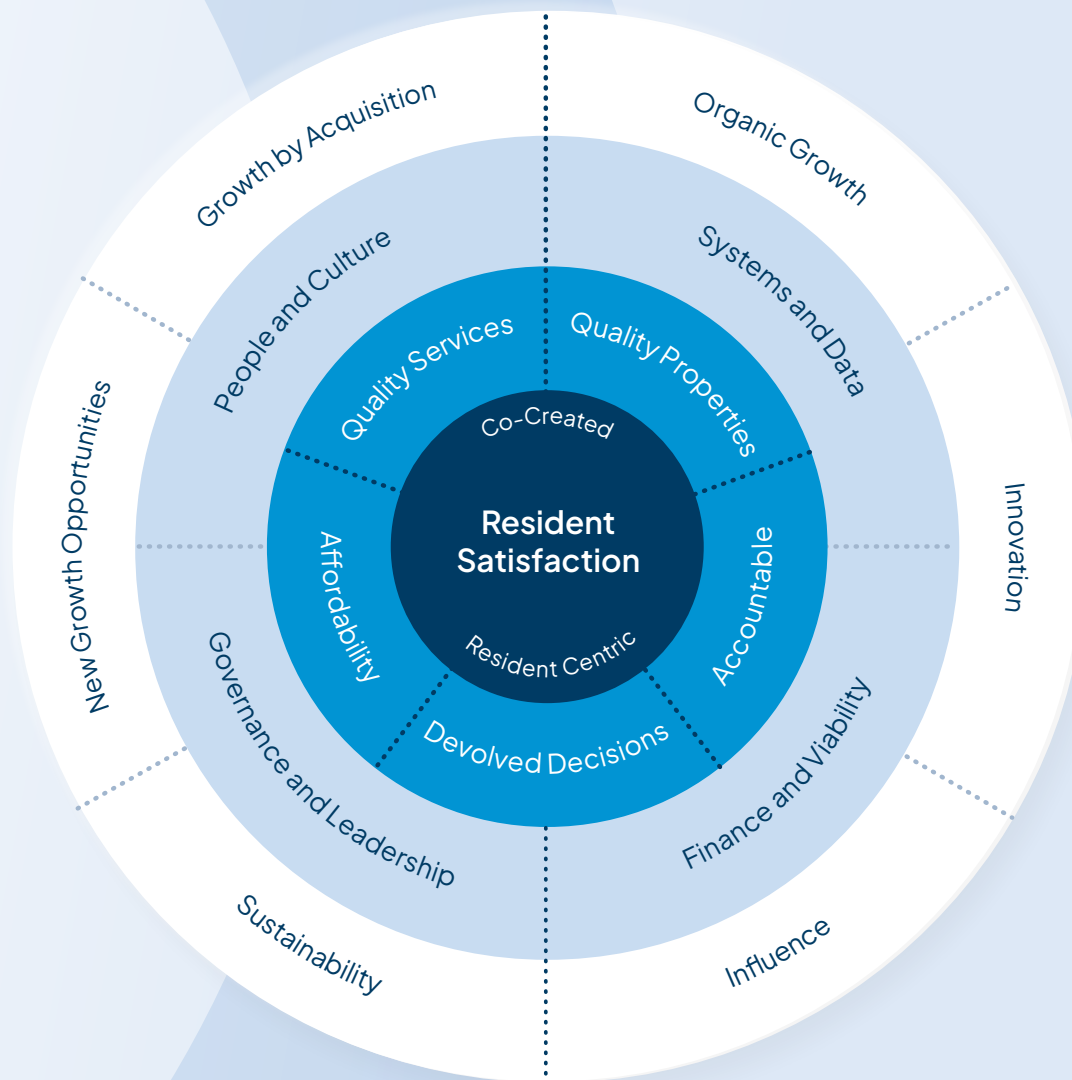 Growth by Acquisition
Organic Growth
People and Culture
Systems and Data
Quality Services
Quality Properties
Co-Created
New Growth Opportunities
Resident
Satisfaction
Innovation
Affordability
Accountable
Resident Centric
Governance and Leadership
Devolved Decisions
Finance and Viability
Sustainability
Influence